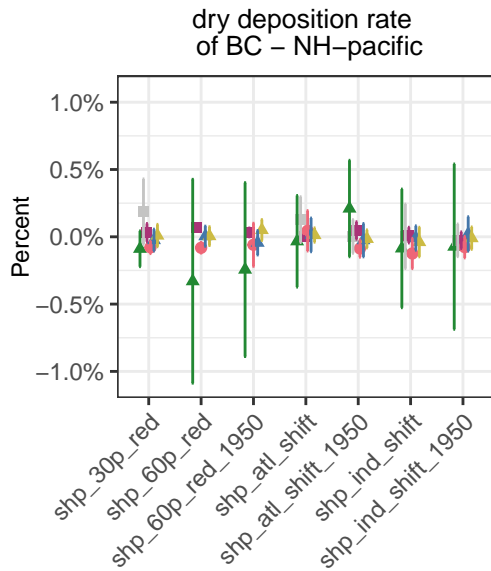 dry deposition rate
of BC − NH−pacific
Percent
1.0%
0.5%
0.0%
−0.5%
−1.0%
shp_30p_red
shp_60p_red
shp_60p_red_1950
shp_atl_shift
shp_atl_shift_1950
shp_ind_shift
shp_ind_shift_1950